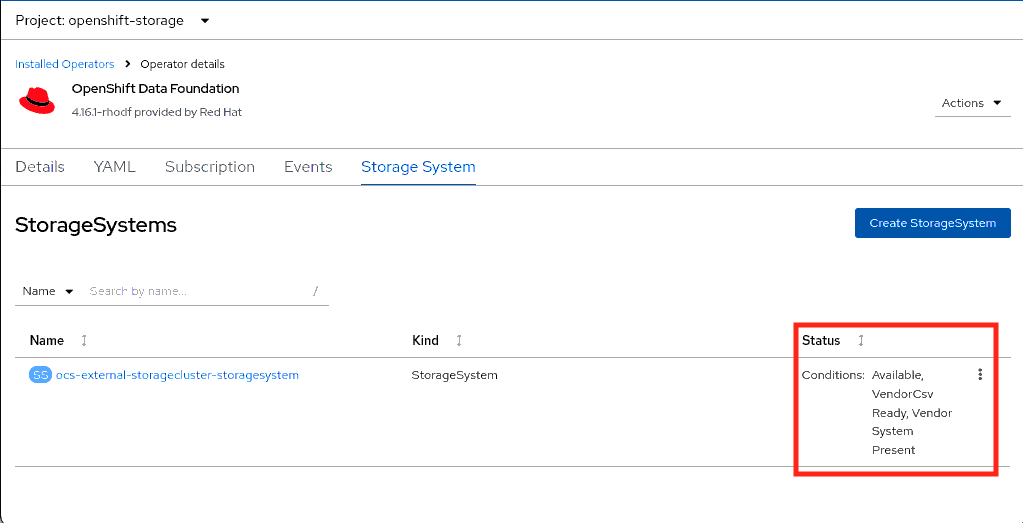 Project: openshift-storage
Installed Operators > Operator details
OpenShift Data Foundation
4.16.1-rhodf provided by Red Hat
Actions
Details YAML Subscription Events Storage System
StorageSystems
Create StorageSystem
Name Search by name... /
Name Kind Status
SS ocs-external-storagecluster-storagesystem StorageSystem Conditions: Available,
VendorCsv
Ready, Vendor
System
Present